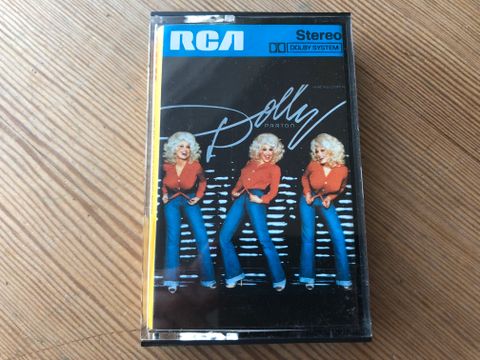 RCA
Stereo
DOLBY SYSTEM
Dolly
PARTON